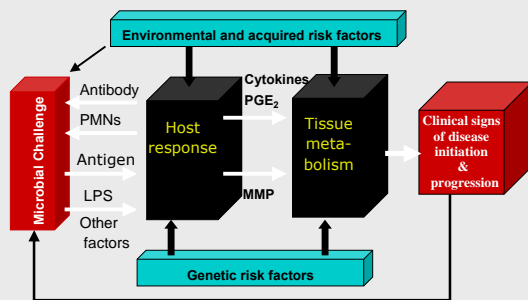 Environmental and acquired risk factors
Microbial Challenge
Antibody
PMNs
Antigen
LPS
Other
factors
Host
response
Cytokines
PGE₂
MMP
Tissue
meta-
bolism
Clinical signs
of disease
initiation
&
progression
Genetic risk factors